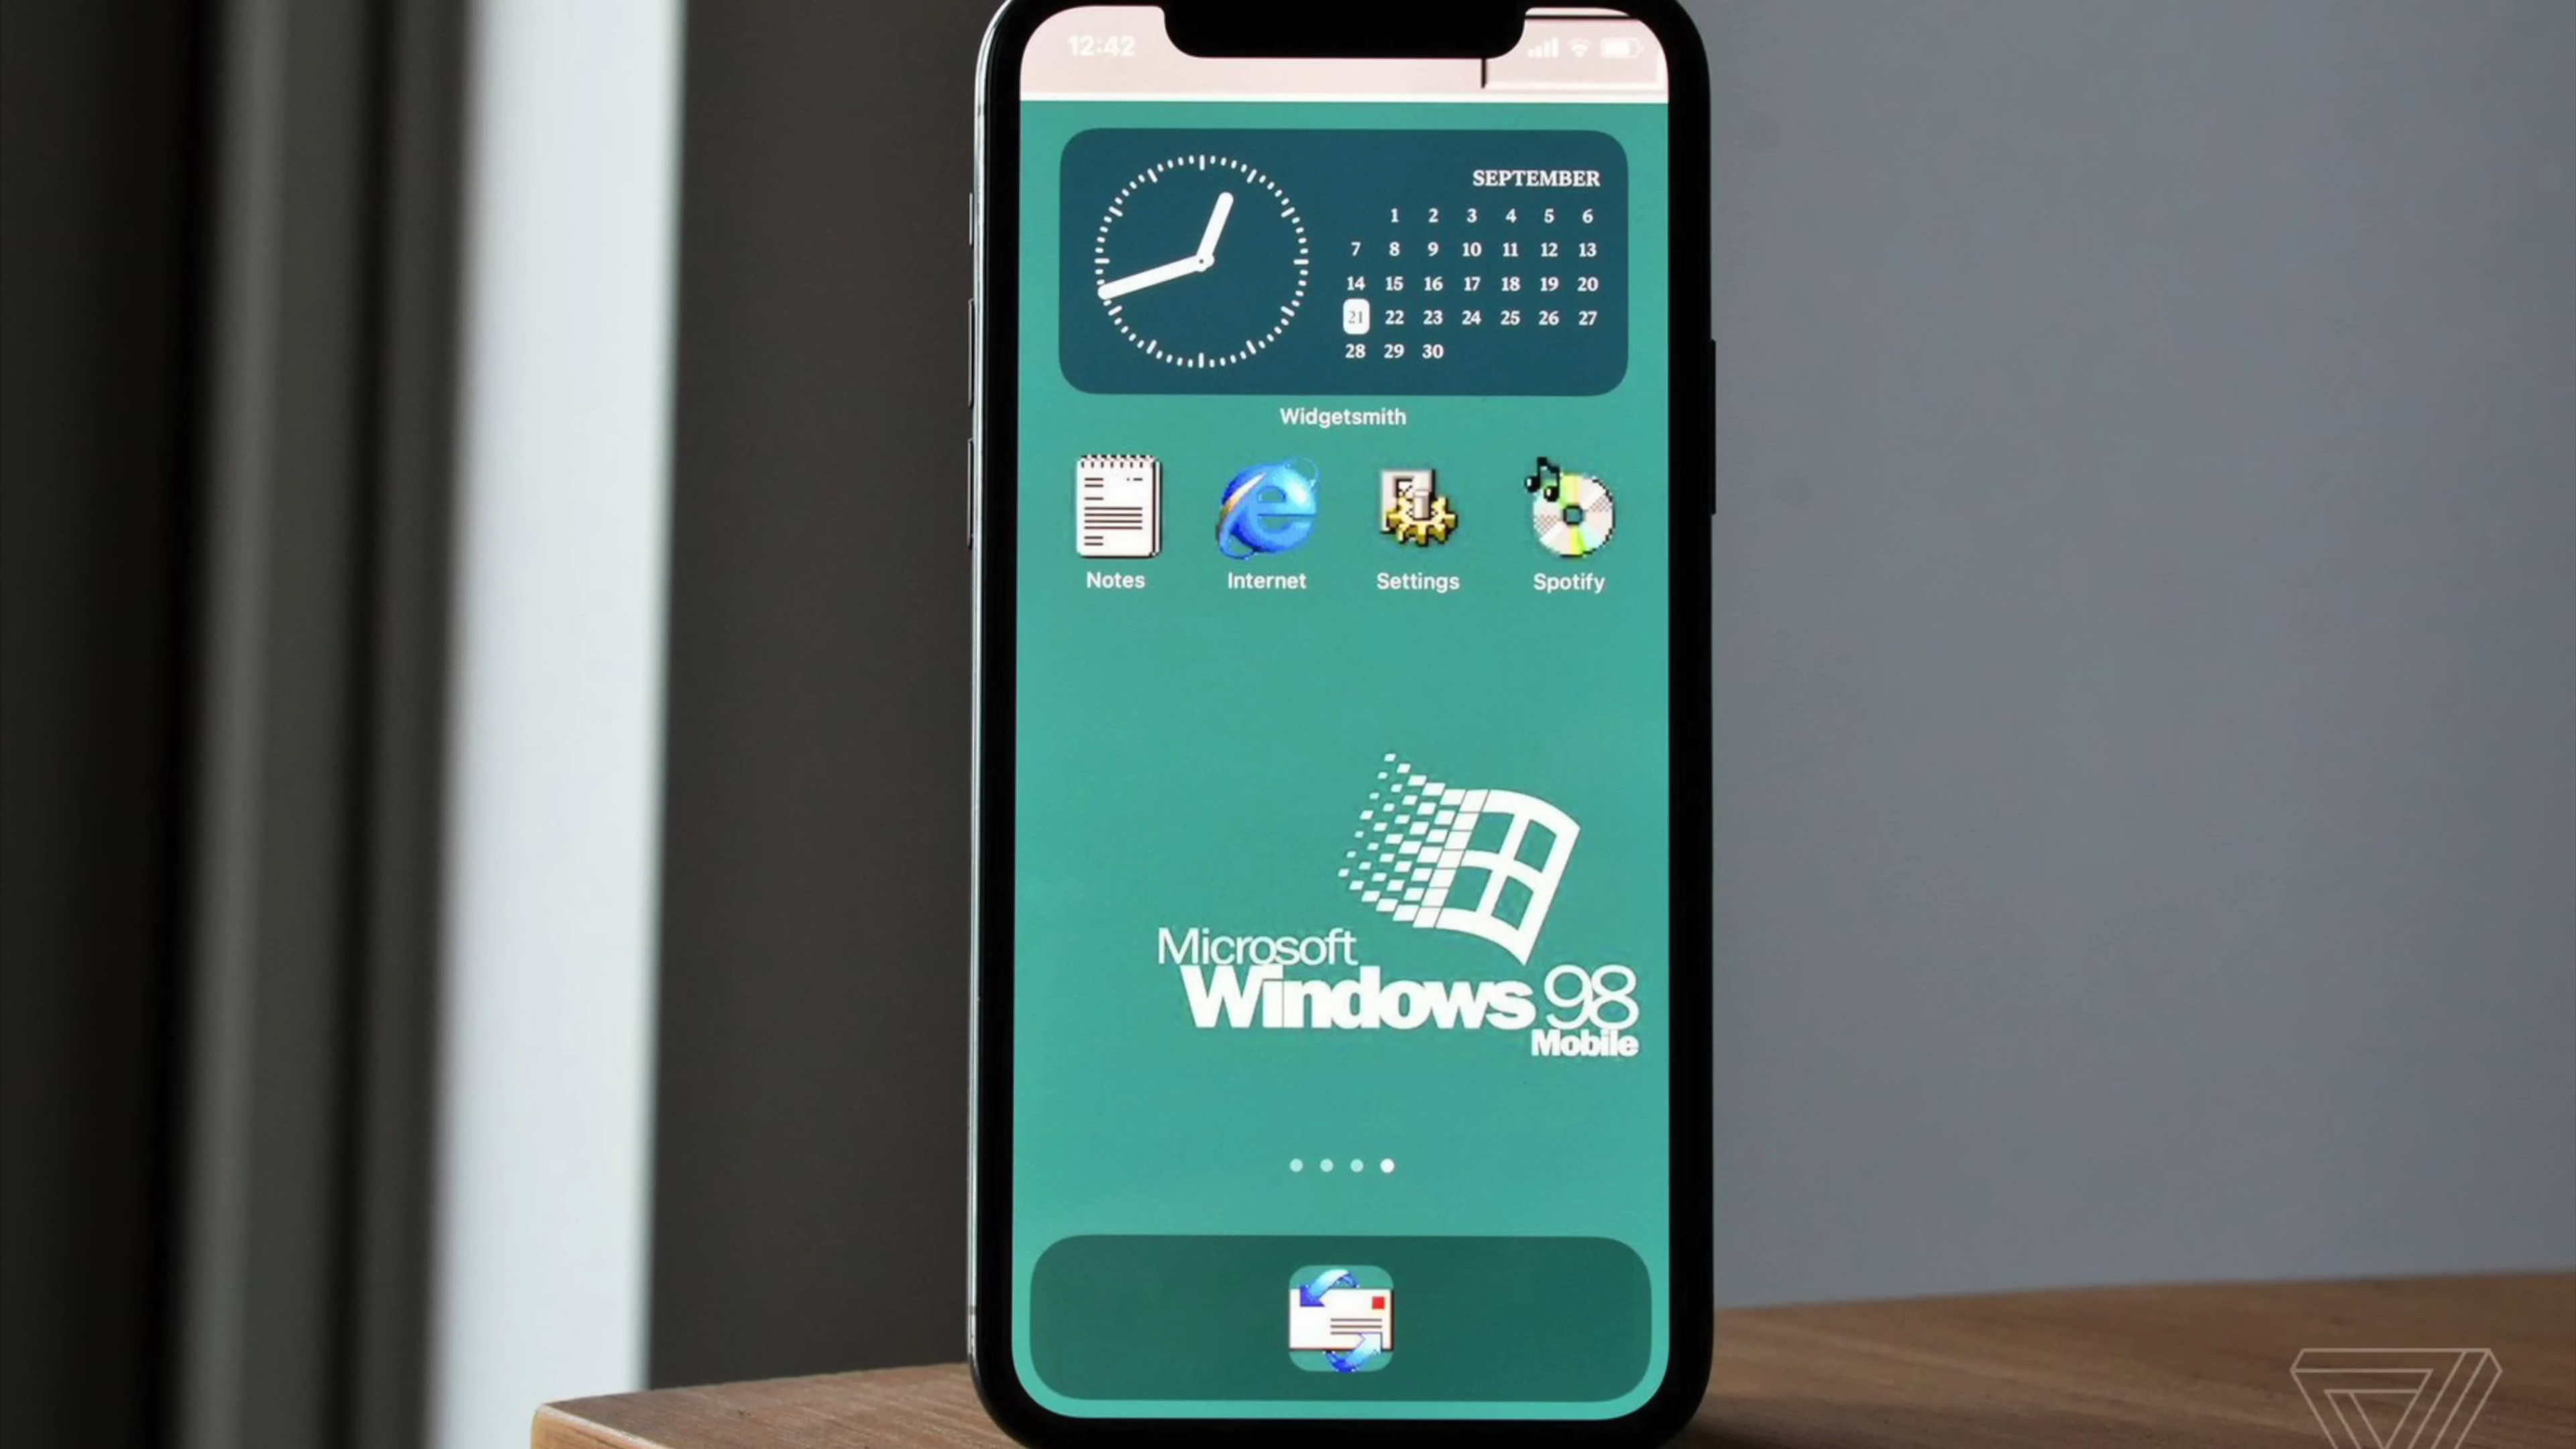 12:42
SEPTEMBER
1 2 3 4 5 6
7 8 9 10 11 12 13
14 15 16 17 18 19 20
21 22 23 24 25 26 27
28 29 30
Widgetsmith
Notes Internet Settings Spotify
Microsoft
Windows 98
Mobile